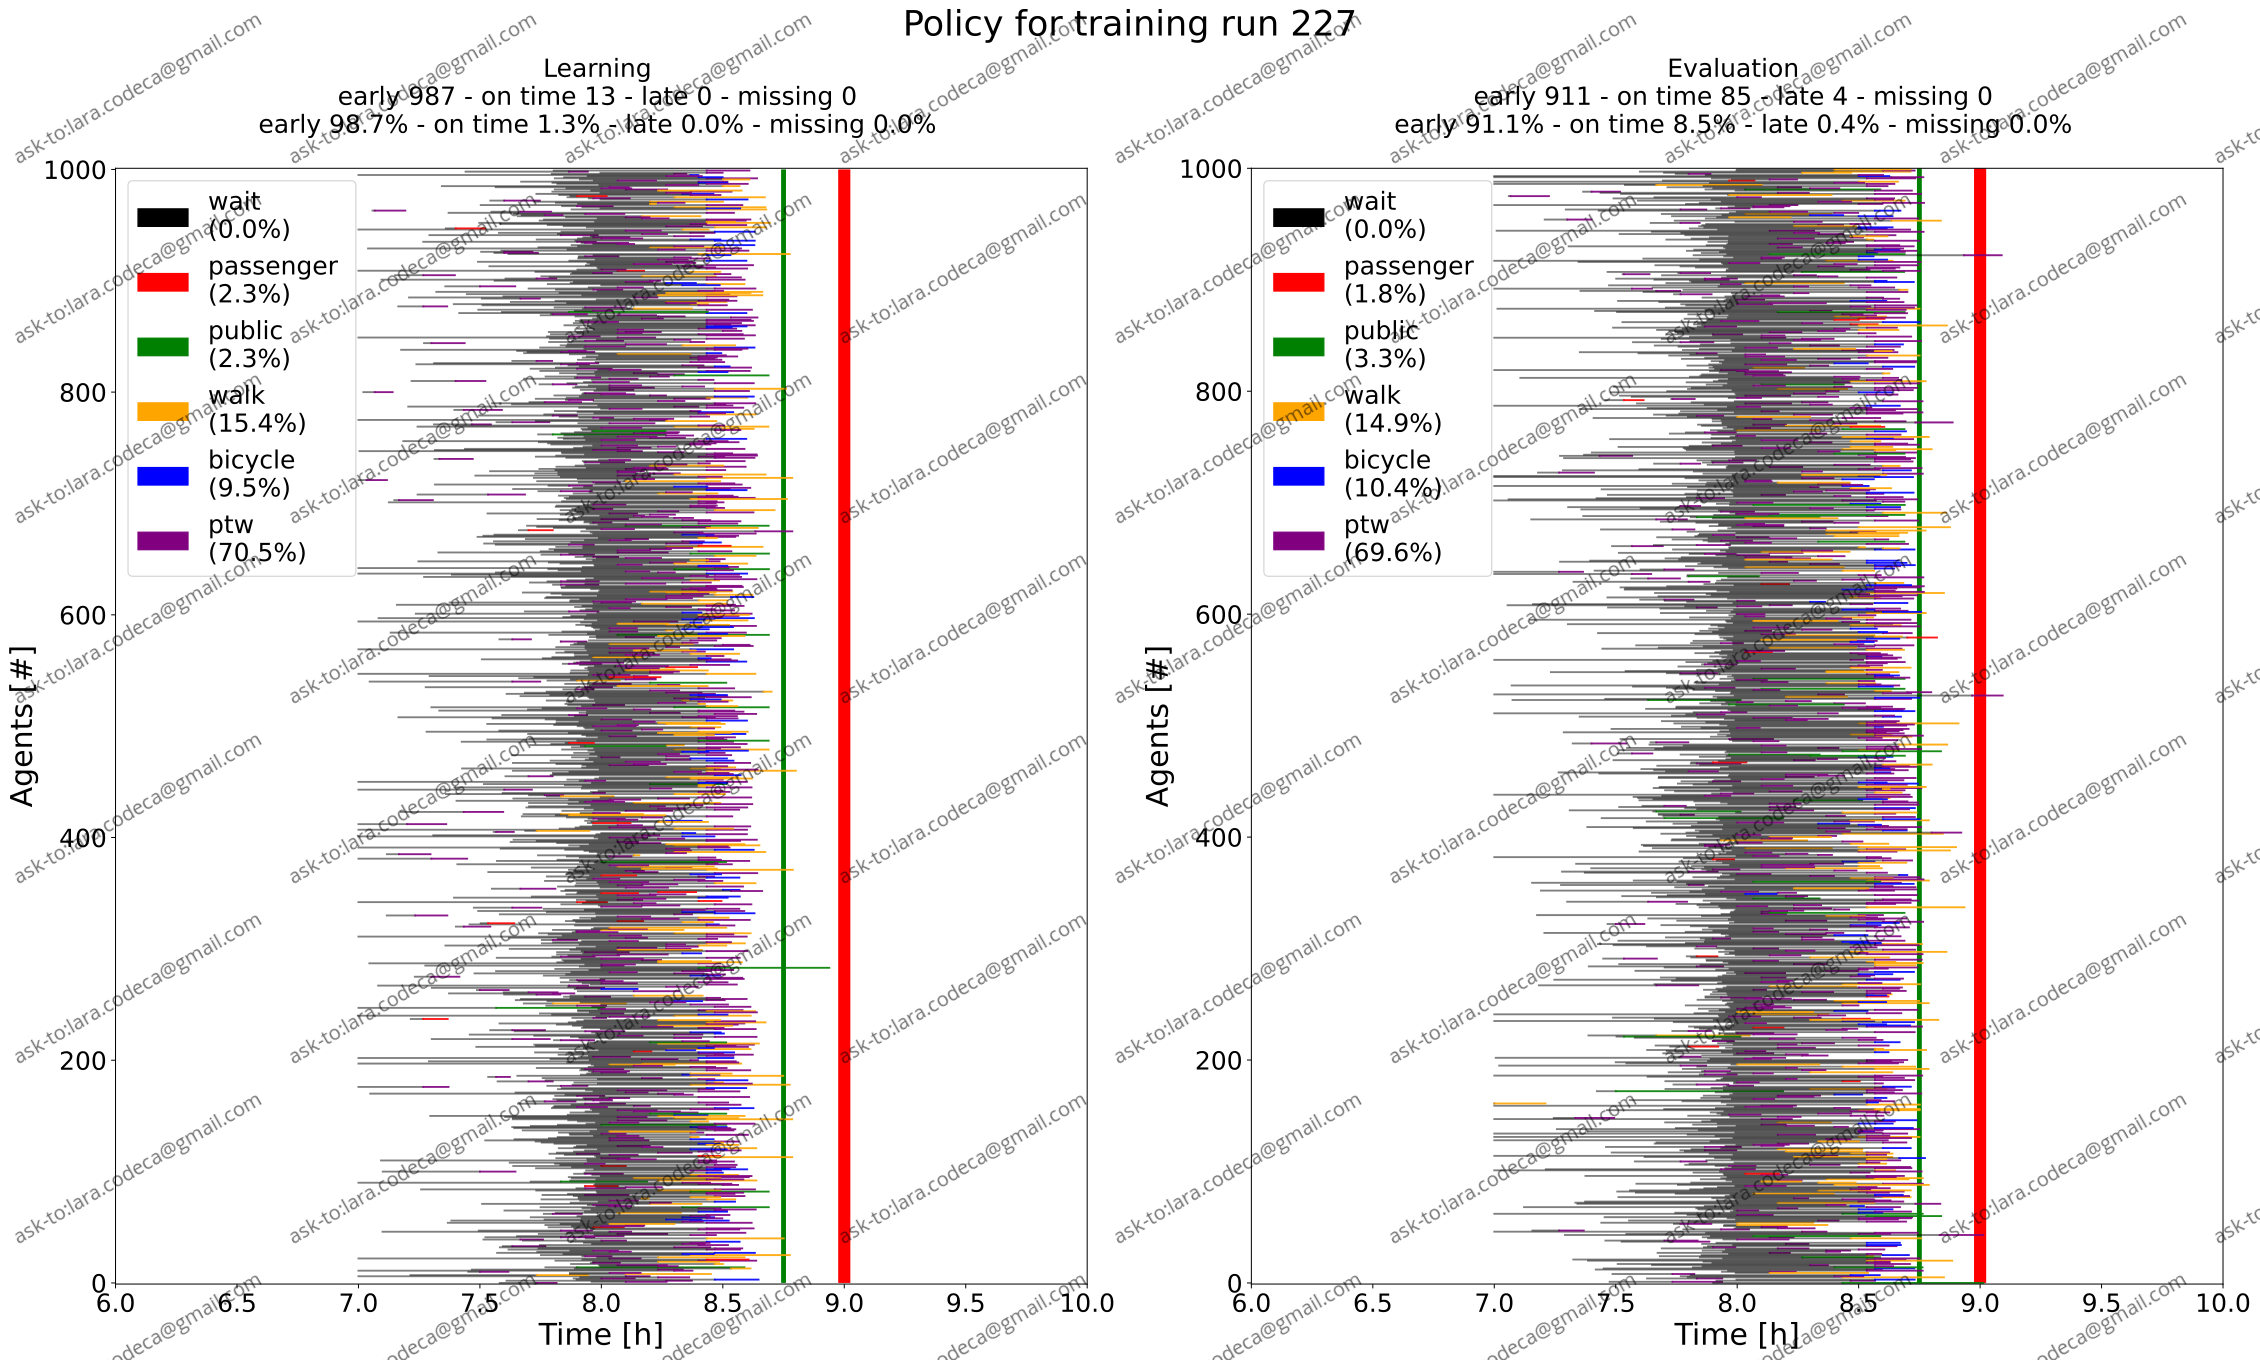 Policy for training run 227
Learning
early 987 - on time 13 - late 0 - missing 0
early 98.7% - on time 1.3% - late 0.0% - missing 0.0%
1000
800
600
400
200
0
Agents [#]
wait
(0.0%)
passenger
(2.3%)
public
(2.3%)
walk
(15.4%)
bicycle
(9.5%)
ptw
(70.5%)
6.0 6.5 7.0 7.5 8.0 8.5 9.0 9.5 10.0
Time [h]
Evaluation
early 911 - on time 85 - late 4 - missing 0
early 91.1% - on time 8.5% - late 0.4% - missing 0.0%
1000
800
600
400
200
0
Agents [#]
wait
(0.0%)
passenger
(1.8%)
public
(3.3%)
walk
(14.9%)
bicycle
(10.4%)
ptw
(69.6%)
6.0 6.5 7.0 7.5 8.0 8.5 9.0 9.5 10.0
Time [h]
ask-to:lara.codeca@gmail.com